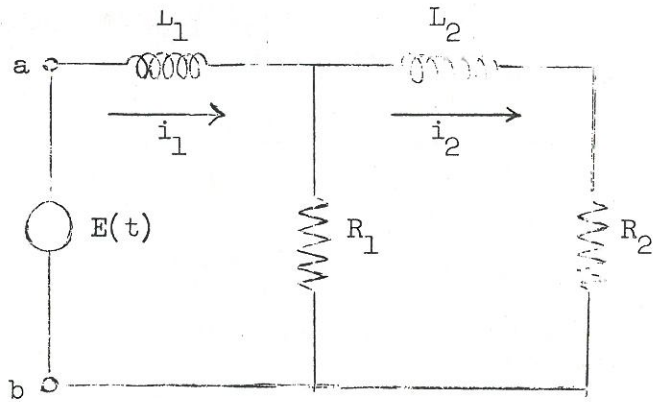 L₁ L₂
a
i₁ i₂
E(t) R₁ R₂
b